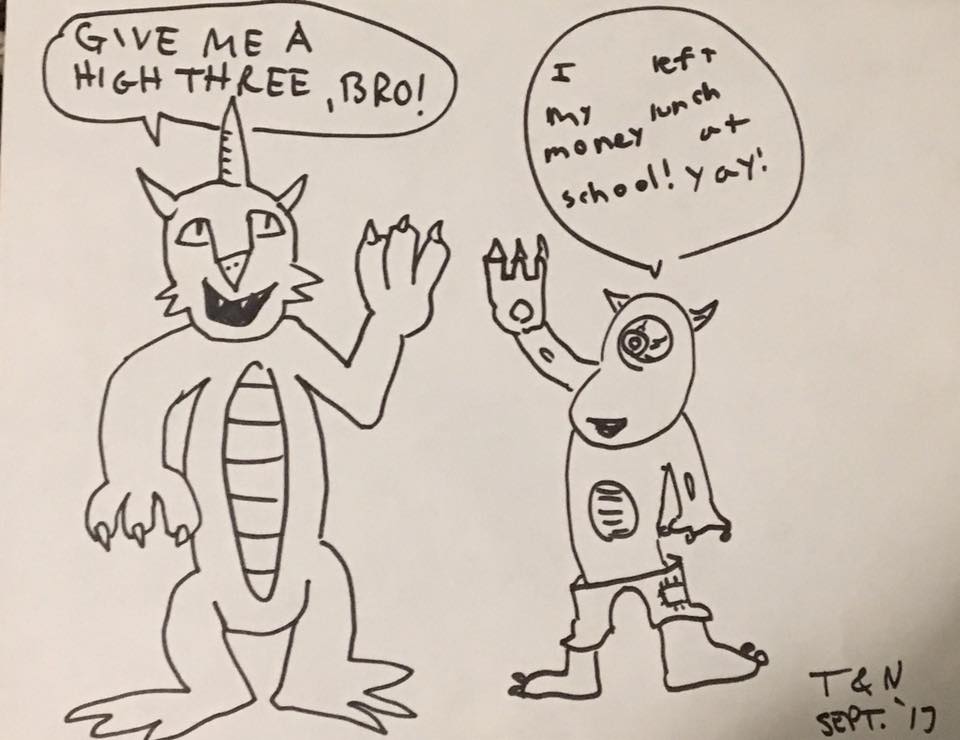 GIVE ME A
HIGH THREE, BRO!
I left
my lunch
money at
school! yay!
T & N
SEPT. '17